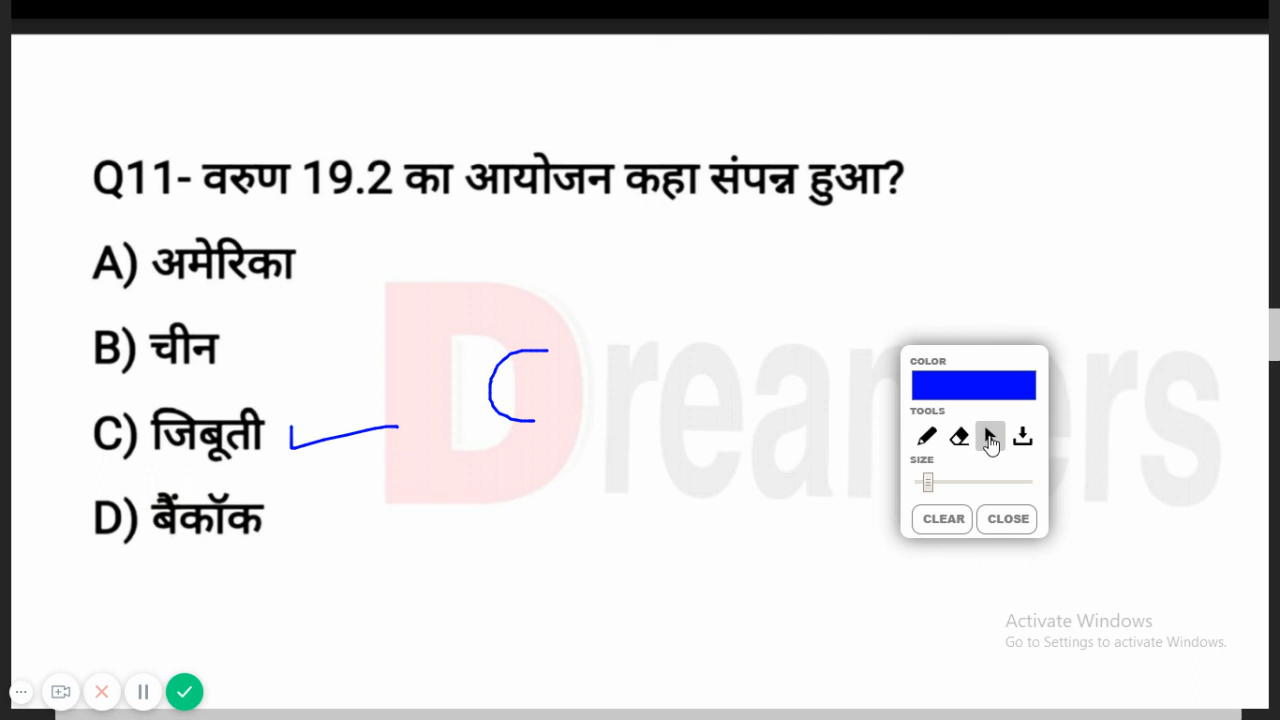 Q11- वरुण 19.2 का आयोजन कहा संपन्न हुआ?
A) अमेरिका
B) चीन
C) जिबूती
D) बैंकॉक
Dreamers
C
COLOR
TOOLS
SIZE
CLEAR CLOSE
Activate Windows
Go to Settings to activate Windows.